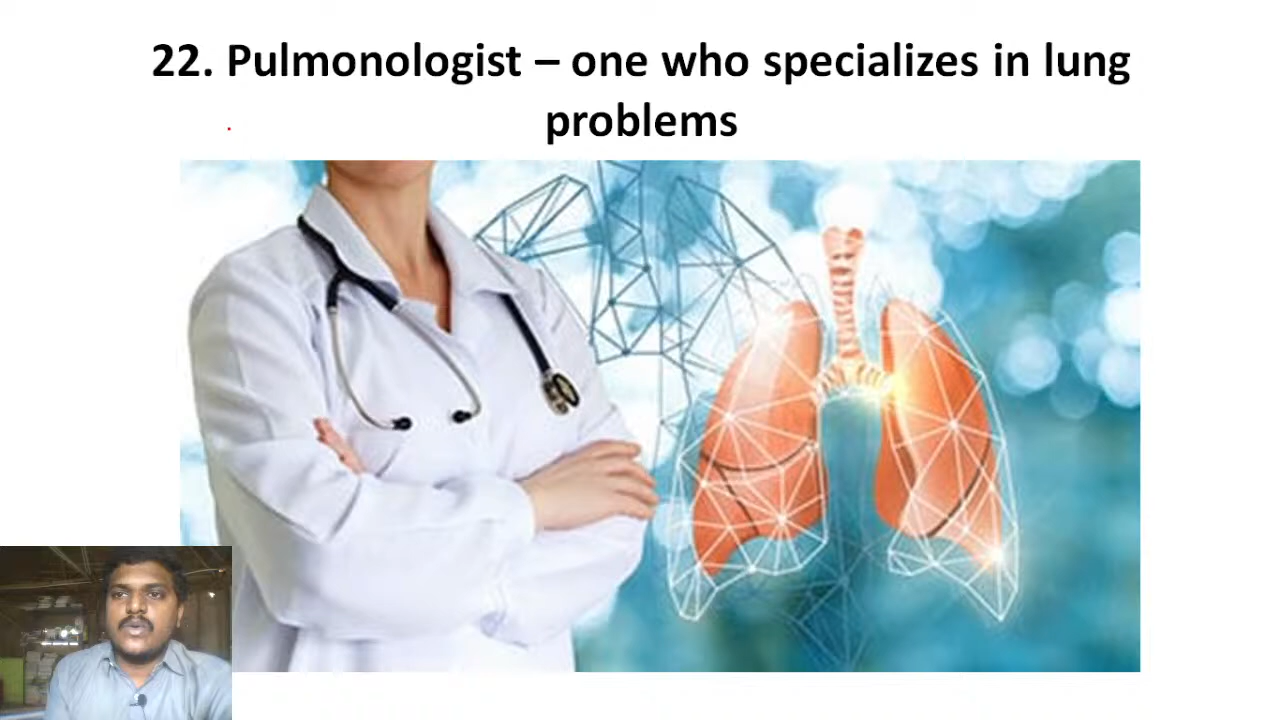 22. Pulmonologist – one who specializes in lung
problems